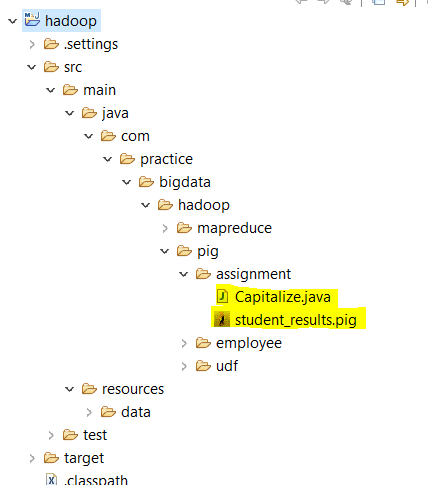 hadoop
.settings
src
main
java
com
practice
bigdata
hadoop
mapreduce
pig
assignment
Capitalize.java
student_results.pig
employee
udf
resources
data
test
target
.classpath